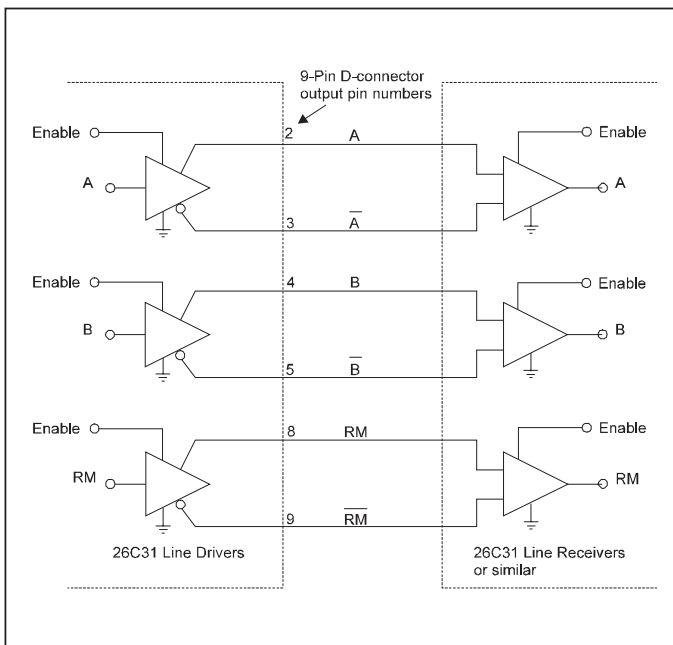 9-Pin D-connector
output pin numbers
Enable
2
A
Enable
A
A
3
A̅
Enable
4
B
Enable
B
B
5
B̅
Enable
8
RM
Enable
RM
RM
9
R̅M̅
26C31 Line Drivers
26C31 Line Receivers
or similar